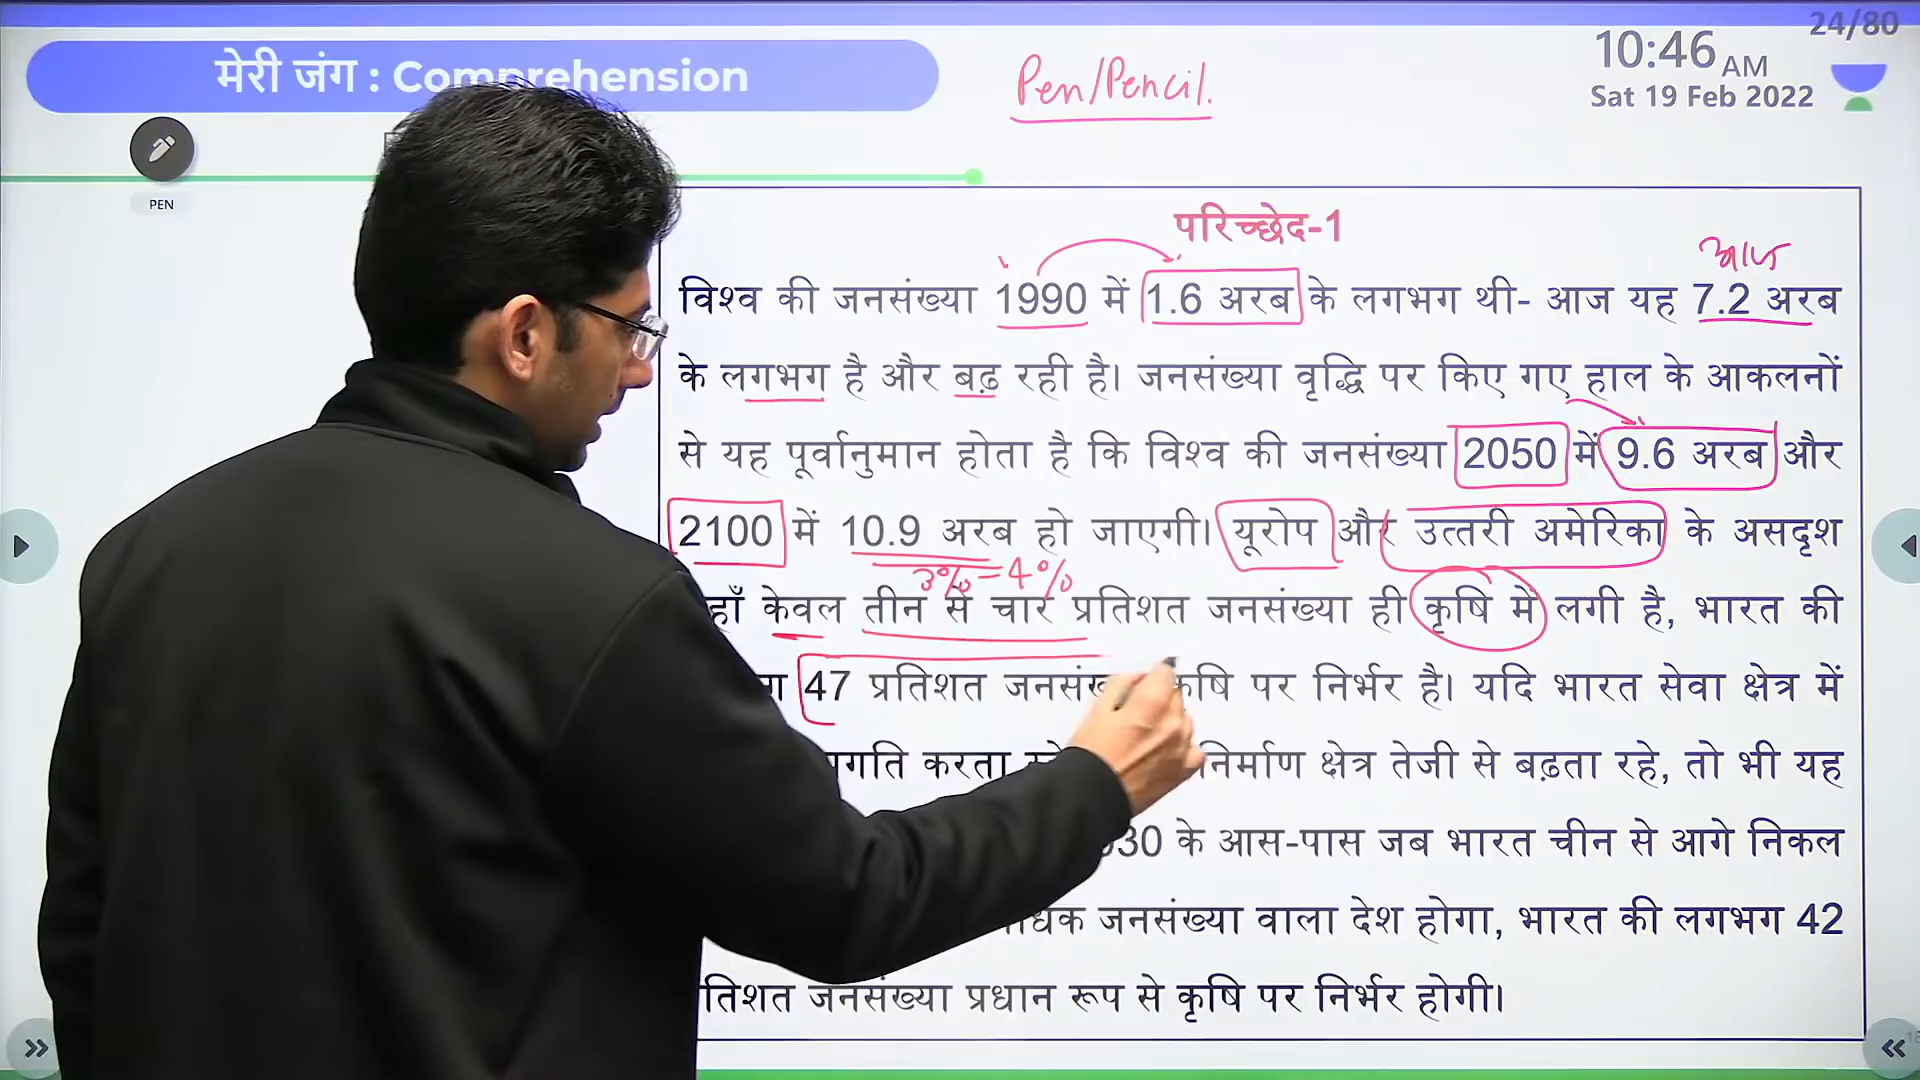 24/80
मेरी जंग : Comprehension
Pen/Pencil.
10:46 AM
Sat 19 Feb 2022
PEN
परिच्छेद-1
आज
विश्व की जनसंख्या 1990 में 1.6 अरब के लगभग थी- आज यह 7.2 अरब
के लगभग है और बढ़ रही है। जनसंख्या वृद्धि पर किए गए हाल के आकलनों
से यह पूर्वानुमान होता है कि विश्व की जनसंख्या 2050 में 9.6 अरब और
2100 में 10.9 अरब हो जाएगी। यूरोप और उत्तरी अमेरिका के असदृश
3% = 4%
केवल तीन से चार प्रतिशत जनसंख्या ही कृषि में लगी है, भारत की
47 प्रतिशत पर निर्भर है। यदि भारत सेवा क्षेत्र में
करता निर्माण क्षेत्र तेजी से बढ़ता रहे, तो भी यह
के आस-पास जब भारत चीन से आगे निकल
जनसंख्या वाला देश होगा, भारत की लगभग 42
जनसंख्या प्रधान रूप से कृषि पर निर्भर होगी।